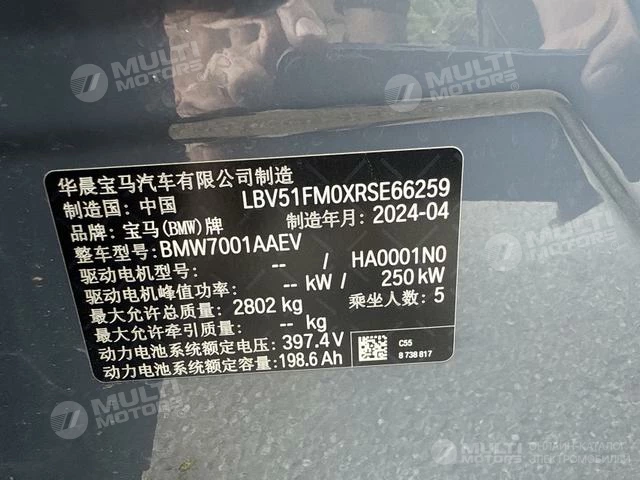 MULTI
MOTORS®
MULTI
MOTORS®
MULTI
MOTORS®
华晨宝马汽车有限公司制造
制造国: 中国 LBV51FM0XRSE66259
品牌: 宝马(BMW)牌 制造年月: 2024-04
整车型号: BMW7001AAEV
驱动电机型号: -- / HA0001N0
驱动电机峰值功率: -- kW / 250 kW
最大允许总质量: 2802 kg 乘坐人数: 5
最大允许牵引质量: -- kg
动力电池系统额定电压: 397.4 V
动力电池系统额定容量: 198.6 Ah
C55
8 738 817
MULTI
MOTORS
MULTI
MOTORS
ОНЛАЙН-КАТАЛОГ
ЭЛЕКТРОМОБИЛЕЙ